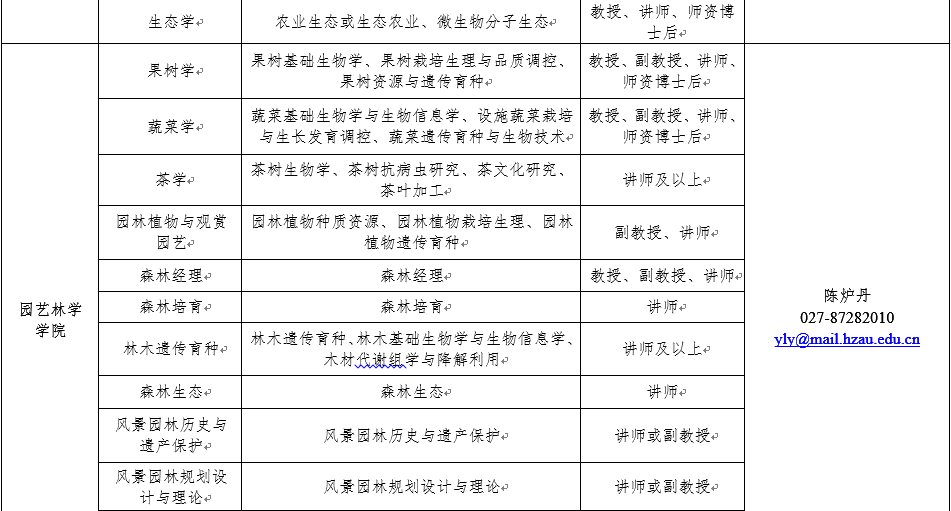 生态学
农业生态或生态农业、微生物分子生态
教授、讲师、师资博
士后
园艺林学
学院
果树学
果树基础生物学、果树栽培生理与品质调控、
果树资源与遗传育种
教授、副教授、讲师、
师资博士后
蔬菜学
蔬菜基础生物学与生物信息学、设施蔬菜栽培
与生长发育调控、蔬菜遗传育种与生物技术
教授、副教授、讲师、
师资博士后
茶学
茶树生物学、茶树抗病虫研究、茶文化研究、
茶叶加工
讲师及以上
园林植物与观赏
园艺
园林植物种质资源、园林植物栽培生理、园林
植物遗传育种
副教授、讲师
森林经理
森林经理
教授、副教授、讲师
森林培育
森林培育
讲师
林木遗传育种
林木遗传育种、林木基础生物学与生物信息学、
木材代谢组学与降解利用
讲师及以上
森林生态
森林生态
讲师
风景园林历史与
遗产保护
风景园林历史与遗产保护
讲师或副教授
风景园林规划设
计与理论
风景园林规划设计与理论
讲师或副教授
陈炉丹
027-87282010
yly@mail.hzau.edu.cn